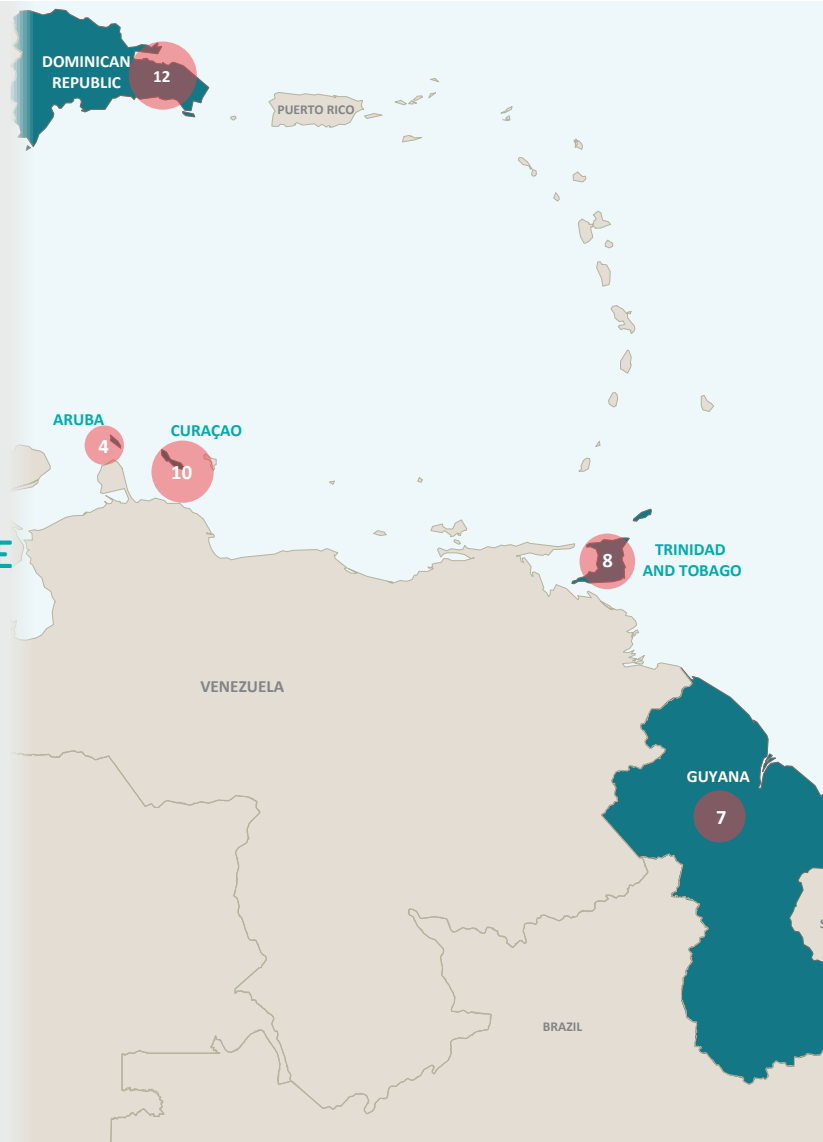 DOMINICAN
REPUBLIC
12
PUERTO RICO
ARUBA
4
CURAÇAO
10
E
8
TRINIDAD
AND TOBAGO
VENEZUELA
GUYANA
7
BRAZIL